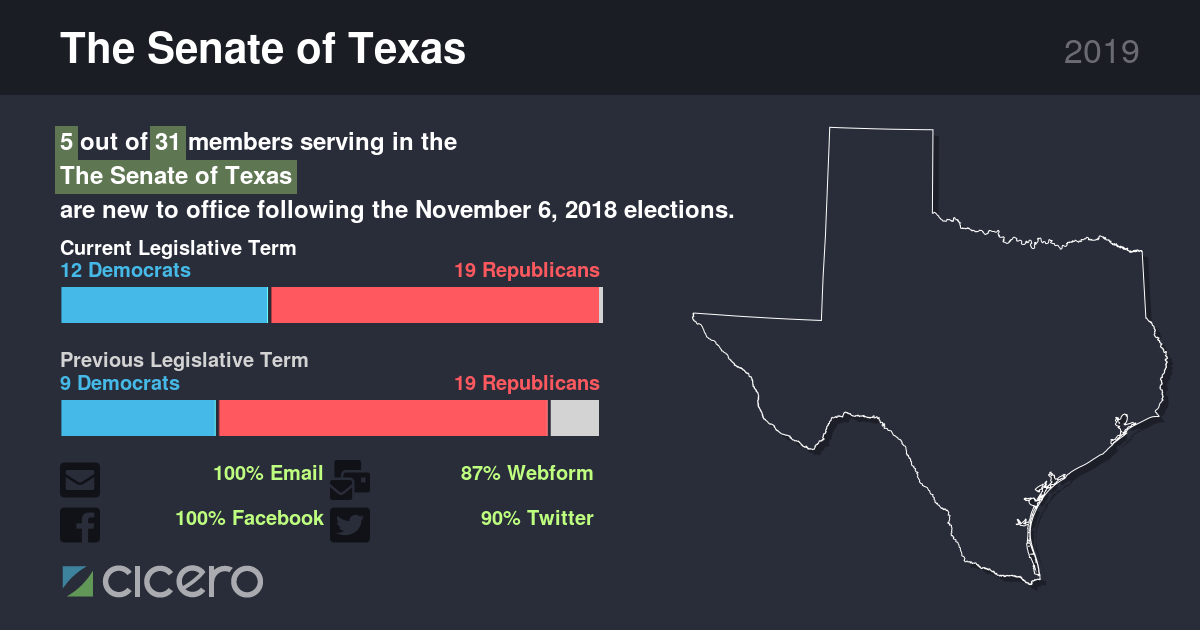 The Senate of Texas
2019
5 out of 31 members serving in the
The Senate of Texas
are new to office following the November 6, 2018 elections.
Current Legislative Term
12 Democrats 19 Republicans
Previous Legislative Term
9 Democrats 19 Republicans
100% Email 87% Webform
100% Facebook 90% Twitter
cicero